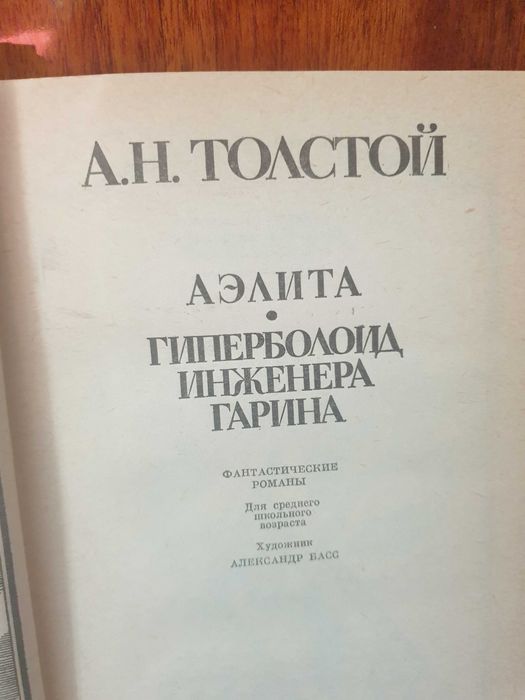 А.Н. ТОЛСТОЙ
АЭЛИТА
•
ГИПЕРБОЛОИД
ИНЖЕНЕРА
ГАРИНА
ФАНТАСТИЧЕСКИЕ
РОМАНЫ
Для среднего
школьного
возраста
Художник
АЛЕКСАНДР БАСС